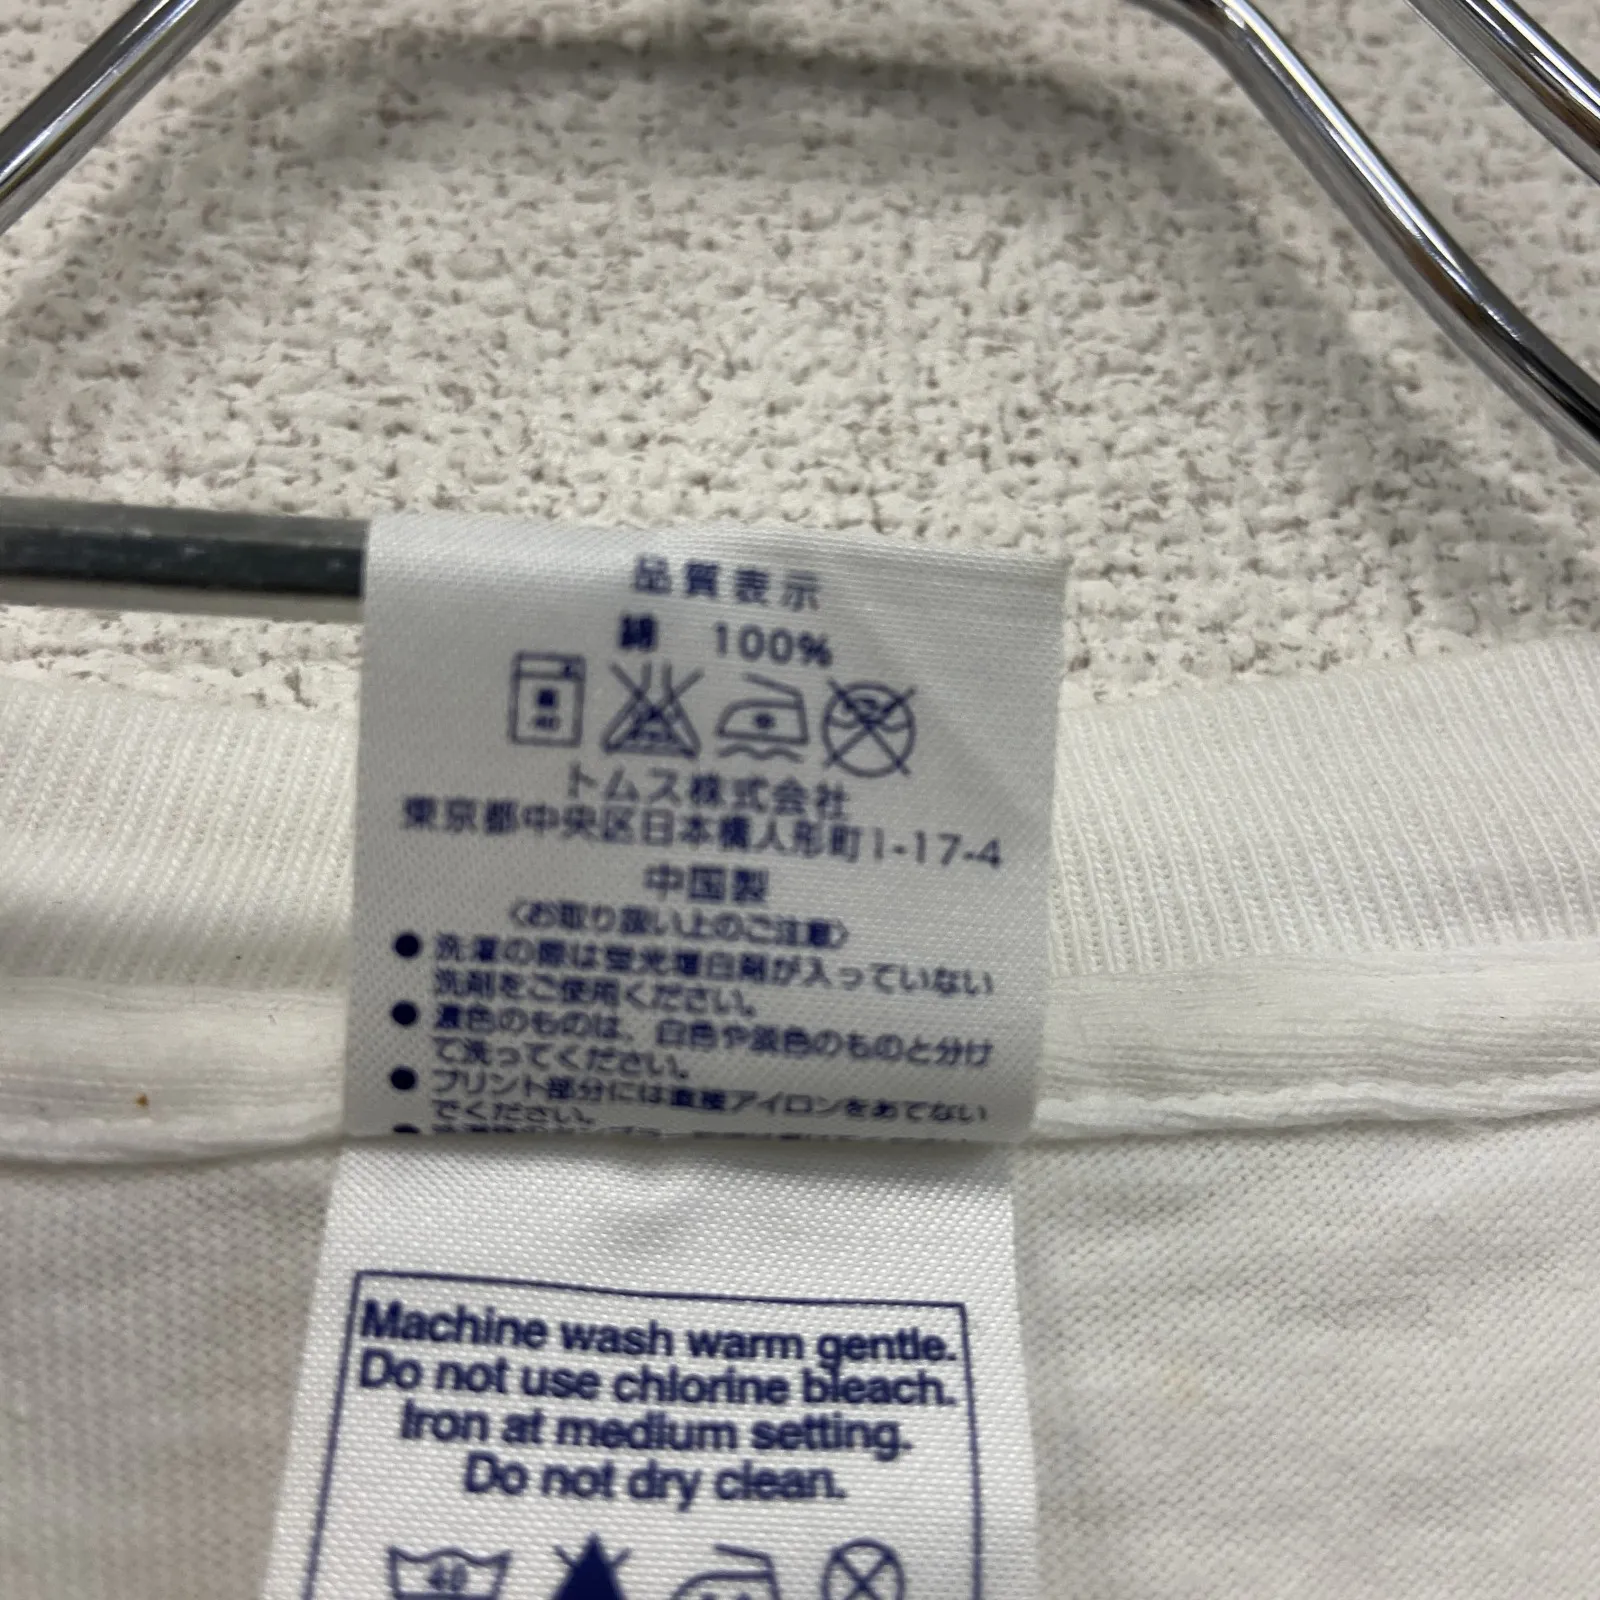 品質表示
綿 100%
40
トムス株式会社
東京都中央区日本橋人形町1-17-4
中国製
〈お取り扱い上のご注意〉
● 洗濯の際は蛍光増白剤が入っていない
洗剤をご使用ください。
● 濃色のものは、白色や淡色のものと分け
て洗ってください。
● プリント部分には直接アイロンをあてない
でください。
Machine wash warm gentle.
Do not use chlorine bleach.
Iron at medium setting.
Do not dry clean.
40